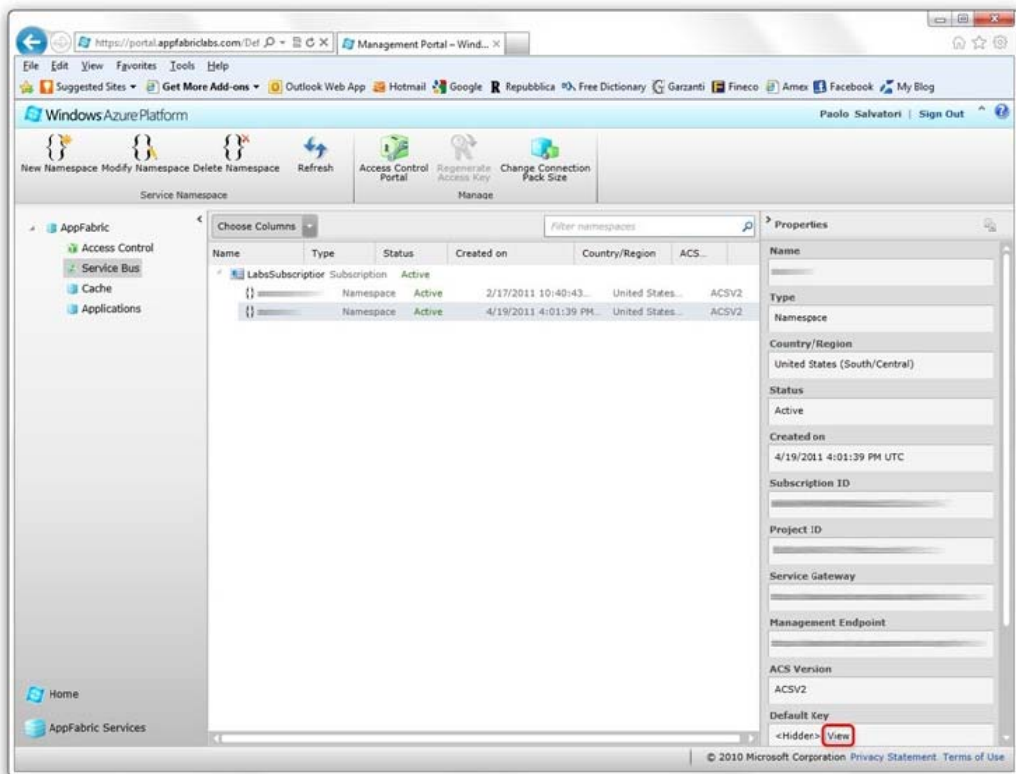 https://portal.appfabriclabs.com/Def
Management Portal – Wind...
File Edit View Favorites Tools Help
Suggested Sites Get More Add-ons Outlook Web App Hotmail Google Repubblica Free Dictionary Garzanti Fineco Amex Facebook My Blog
Windows Azure Platform
Paolo Salvatori | Sign Out
New Namespace Modify Namespace Delete Namespace Refresh Access Control Portal Regenerate Access Key Change Connection Pack Size
Service Namespace Manage
AppFabric
Access Control
Service Bus
Cache
Applications
Home
AppFabric Services
Choose Columns Filter namespaces
Name Type Status Created on Country/Region ACS...
LabsSubscription Subscription Active
Namespace Active 2/17/2011 10:40:43... United States... ACSV2
Namespace Active 4/19/2011 4:01:39 PM... United States... ACSV2
Properties
Name
Type
Namespace
Country/Region
United States (South/Central)
Status
Active
Created on
4/19/2011 4:01:39 PM UTC
Subscription ID
Project ID
Service Gateway
Management Endpoint
ACS Version
ACSV2
Default Key
<Hidden> View
© 2010 Microsoft Corporation Privacy Statement Terms of Use